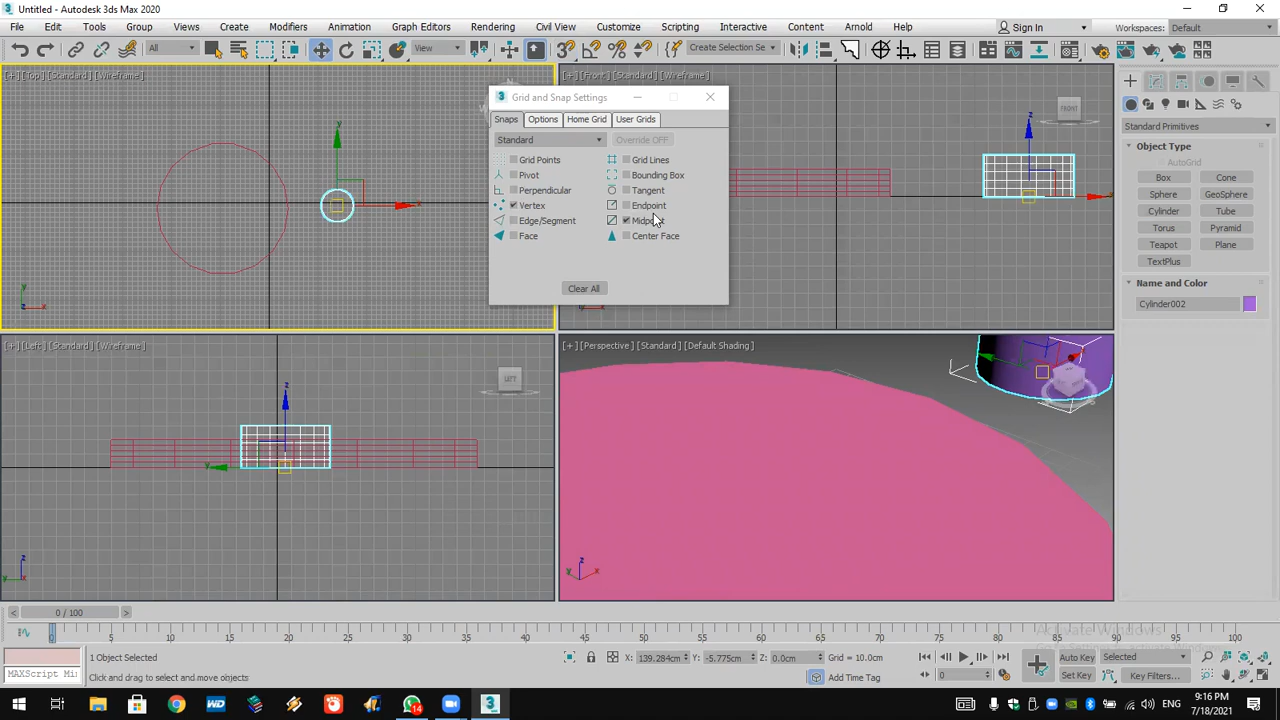 Untitled - Autodesk 3ds Max 2020
File Edit Tools Group Views Create Modifiers Animation Graph Editors Rendering Civil View Customize Scripting Interactive Content Arnold Help Sign In Workspaces: Default
All View Create Selection Se
[+] [Top] [Standard] [Wireframe]
[+] [Front] [Standard] [Wireframe]
FRONT
Grid and Snap Settings
Snaps Options Home Grid User Grids
Standard Override OFF
Grid Points Grid Lines
Pivot Bounding Box
Perpendicular Tangent
Vertex Endpoint
Edge/Segment Midpoint
Face Center Face
Clear All
Standard Primitives
Object Type
AutoGrid
Box Cone
Sphere GeoSphere
Cylinder Tube
Torus Pyramid
Teapot Plane
TextPlus
Name and Color
Cylinder002
[+] [Left] [Standard] [Wireframe]
LEFT
[+] [Perspective] [Standard] [Default Shading]
0 / 100
0 5 10 15 20 25 30 35 40 45 50 55 60 65 70 75 80 85 90 95 100
Activate Windows
1 Object Selected X: 139.284cm Y: -5.775cm Z: 0.0cm Grid = 10.0cm Auto Key Selected
MAXScript Mi Click and drag to select and move objects Add Time Tag 0 Set Key Key Filters...
14 ENG 9:16 PM
7/18/2021